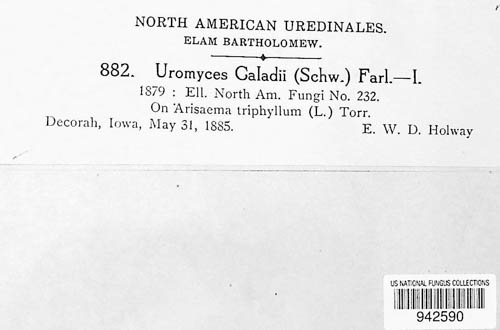 NORTH AMERICAN UREDINALES.
ELAM BARTHOLOMEW.
882. Uromyces Caladii (Schw.) Farl.—I.
1879 : Ell. North Am. Fungi No. 232.
On Arisaema triphyllum (L.) Torr.
Decorah, Iowa, May 31, 1885. E. W. D. Holway
US NATIONAL FUNGUS COLLECTIONS
942590